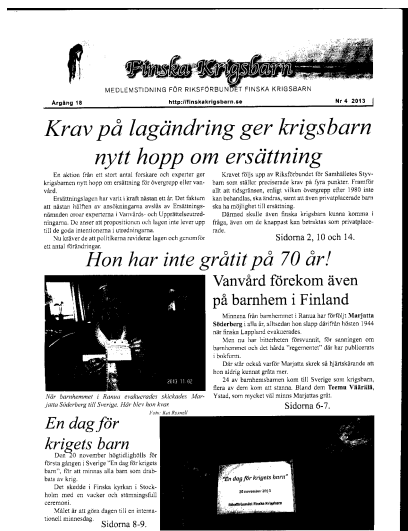 Finska Krigsbarn
MEDLEMSTIDNING FÖR RIKSFÖRBUNDET FINSKA KRIGSBARN
Årgång 18 http://finskakrigsbarn.se Nr 4 2013
Krav på lagändring ger krigsbarn
nytt hopp om ersättning
En aktion från ett stort antal forskare och experter ger
krigsbarnen nytt hopp om ersättning för övergrepp eller van-
vård.
Ersättningslagen har varit i kraft nästan ett år. Det faktum
att nästan hälften av ansökningarna avslås av Ersättnings-
nämnden oroar experterna i Vanvårds- och Upprättelseutred-
ningarna. De anser att propositionen och lagen inte lever upp
till de goda intentionerna i utredningarna.
Nu kräver de att politikerna reviderar lagen och genomför
ett antal förändringar.
Kravet följs upp av Riksförbundet för Samhällets Styv-
barn som ställer preciserade krav på fyra punkter. Framför
allt att tidsgränsen, enligt vilken övergrepp efter 1980 inte
kan behandlas, ska ändras, samt att även privatplacerade barn
ska ha möjlighet till ersättning.
Därmed skulle även finska krigsbarn kunna komma i
fråga, även om de knappast kan betraktas som privatplace-
rade.
Sidorna 2, 10 och 14.
Hon har inte gråtit på 70 år!
Vanvård förekom även
på barnhem i Finland
Minnena från barnhemmet i Ranua har förföljt Marjatta
Söderberg i alla år, alltsedan hon slapp därifrån hösten 1944
när finska Lappland evakuerades.
Men nu har bitterheten försvunnit, för sanningen om
barnhemmet och det hårda "regementet" där har publicerats
i bokform.
Där står också varför Marjatta skrek så hjärtskärande att
hon aldrig kunnat gråta mer.
24 av barnhemsbarnen kom till Sverige som krigsbarn,
flera av dem kom att stanna. Bland dem Teemu Väärälä,
Ystad, som mycket väl minns Marjattas gråt.
Sidorna 6-7.
2013 11 02
När barnhemmet i Ranua evakuerades skickades Mar-
jatta Söderberg till Sverige. Här blev hon kvar.
Foto: Kai
En dag för
krigets barn
Den 20 november högtidlighölls för
första gången i Sverige "En dag för krigets
barn", för att minnas alla barn som drab-
bats av krig.
Det skedde i Finska kyrkan i Stock-
holm med en vacker och stämningsfull
ceremoni.
Målet är att göra dagen till en interna-
tionell minnesdag.
Sidorna 8-9.
"En dag för krigets barn"
20 november 2013
Riksförbundet Finska Krigsbarn